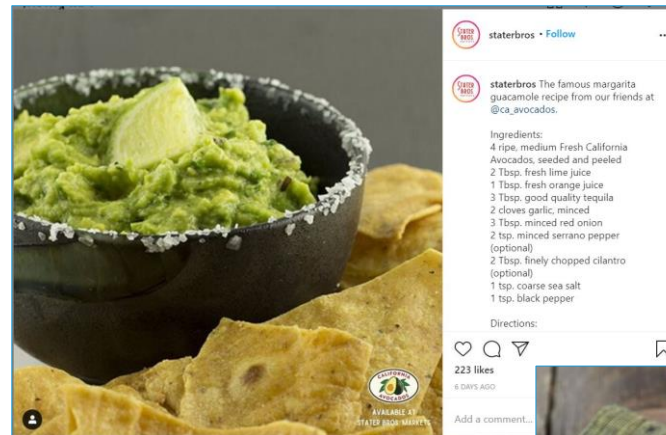 staterbros • Follow
staterbros The famous margarita
guacamole recipe from our friends at
@ca_avocados.
Ingredients:
4 ripe, medium Fresh California
Avocados, seeded and peeled
2 Tbsp. fresh lime juice
1 Tbsp. fresh orange juice
3 Tbsp. good quality tequila
2 cloves garlic, minced
3 Tbsp. minced red onion
2 tsp. minced serrano pepper
(optional)
2 Tbsp. finely chopped cilantro
(optional)
1 tsp. coarse sea salt
1 tsp. black pepper
Directions:
223 likes
6 DAYS AGO
Add a comment...
CALIFORNIA
AVOCADOS
AVAILABLE AT
STATER BROS MARKETS
STATER
BROS
STATER
BROS